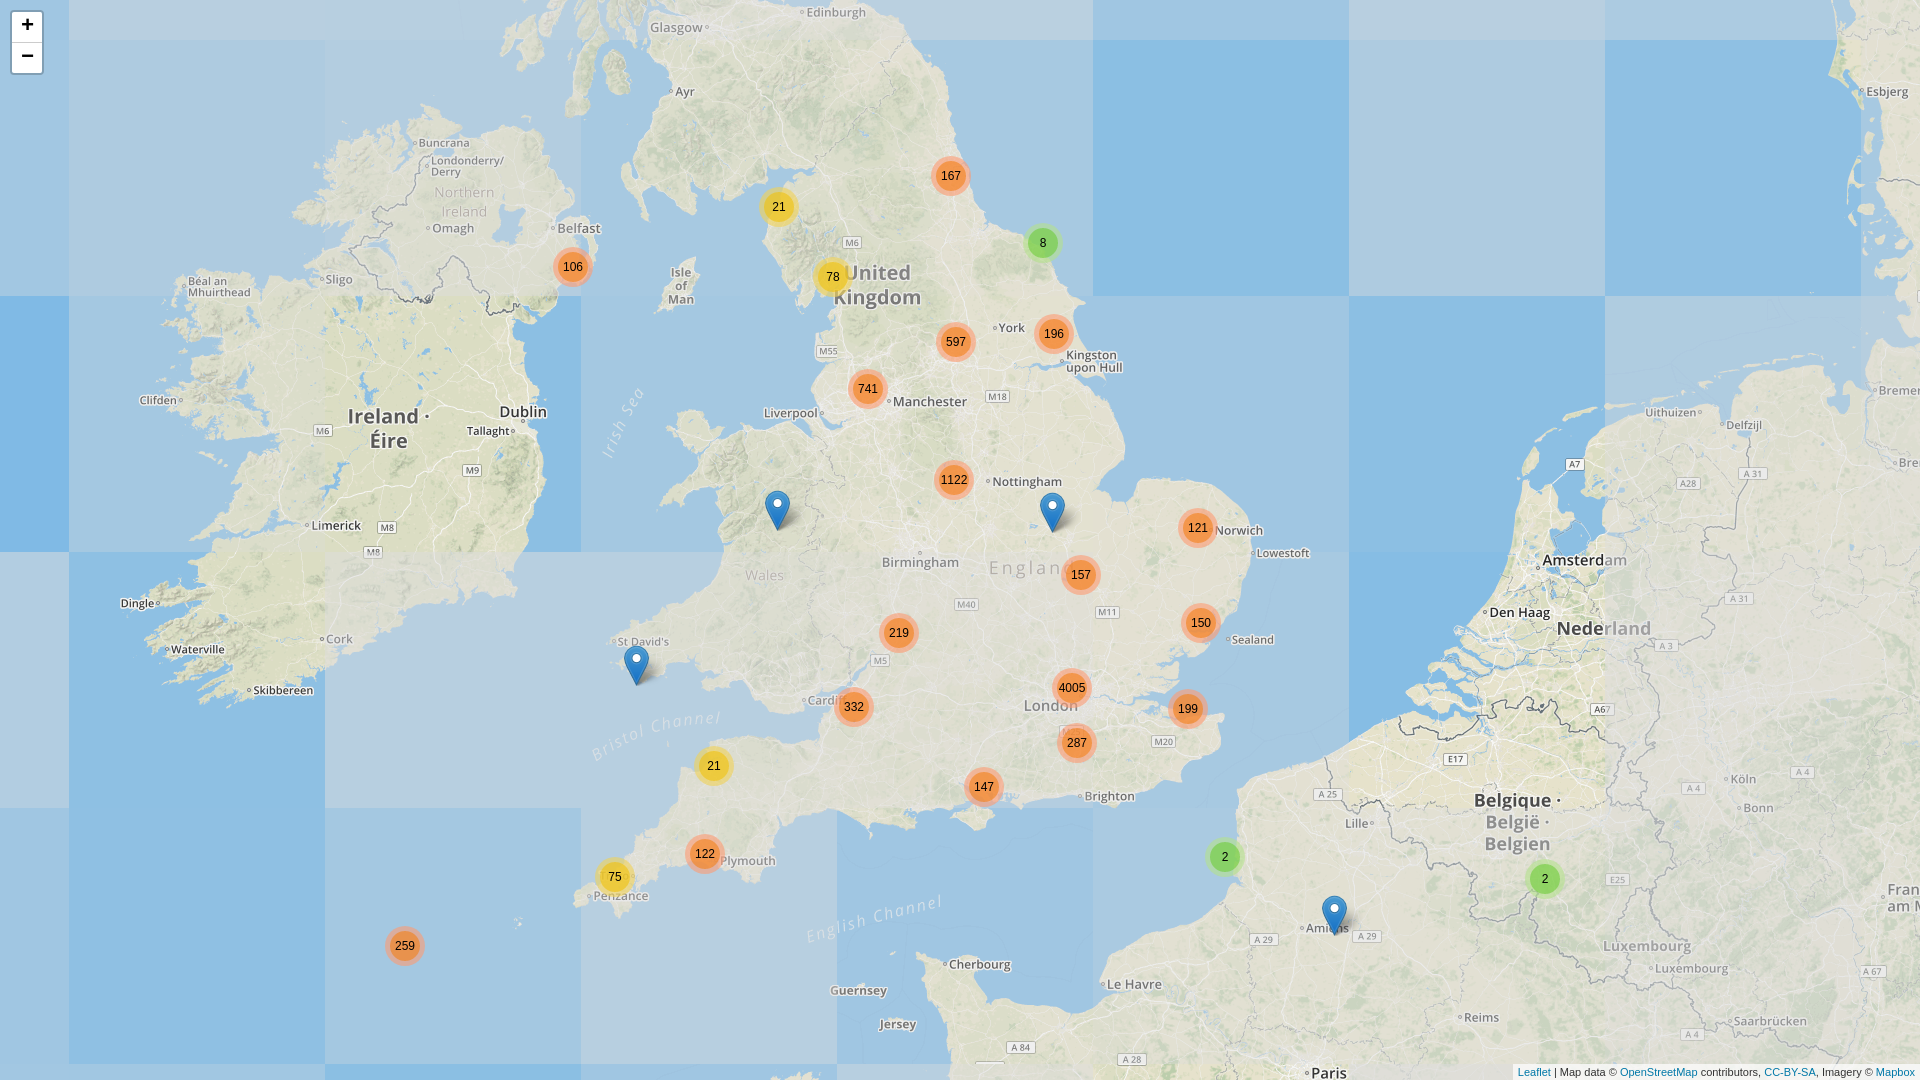 +
−
Edinburgh
Glasgow
Ayr
Esbjerg
Buncrana
Londonderry/
Derry
Northern
Ireland
Omagh
Belfast
167
21
8
M6
106
78
United
Kingdom
Isle
of
Man
Sligo
Béal an
Mhuirthead
York
196
597
M55
Kingston
upon Hull
741
Manchester
M18
Clifden
Liverpool
Irish Sea
Ireland ·
Éire
Dublin
Tallaght
M6
M9
Uithuizen
Delfzijl
A7
A 31
A28
1122
Nottingham
121
Norwich
Lowestoft
Limerick
M8
M8
Birmingham
Amsterdam
Wales
157
Dingle
M40
M11
A 31
Den Haag
Nederland
219
150
Sealand
St David's
Cork
Waterville
M5
A 3
Skibbereen
4005
London
Cardiff
332
199
A67
Bristol Channel
287
M20
E17
21
147
Brighton
A 25
A 4
Köln
A 4
Bonn
Belgique ·
België ·
Belgien
Lille
122
Plymouth
2
75
Penzance
2
E25
English Channel
Amiens
A 29
A 29
259
Luxembourg
Luxembourg
A 67
Cherbourg
Le Havre
Guernsey
Jersey
Reims
Saarbrücken
A 84
A 28
A 4
Paris
Leaflet | Map data © OpenStreetMap contributors, CC-BY-SA, Imagery © Mapbox